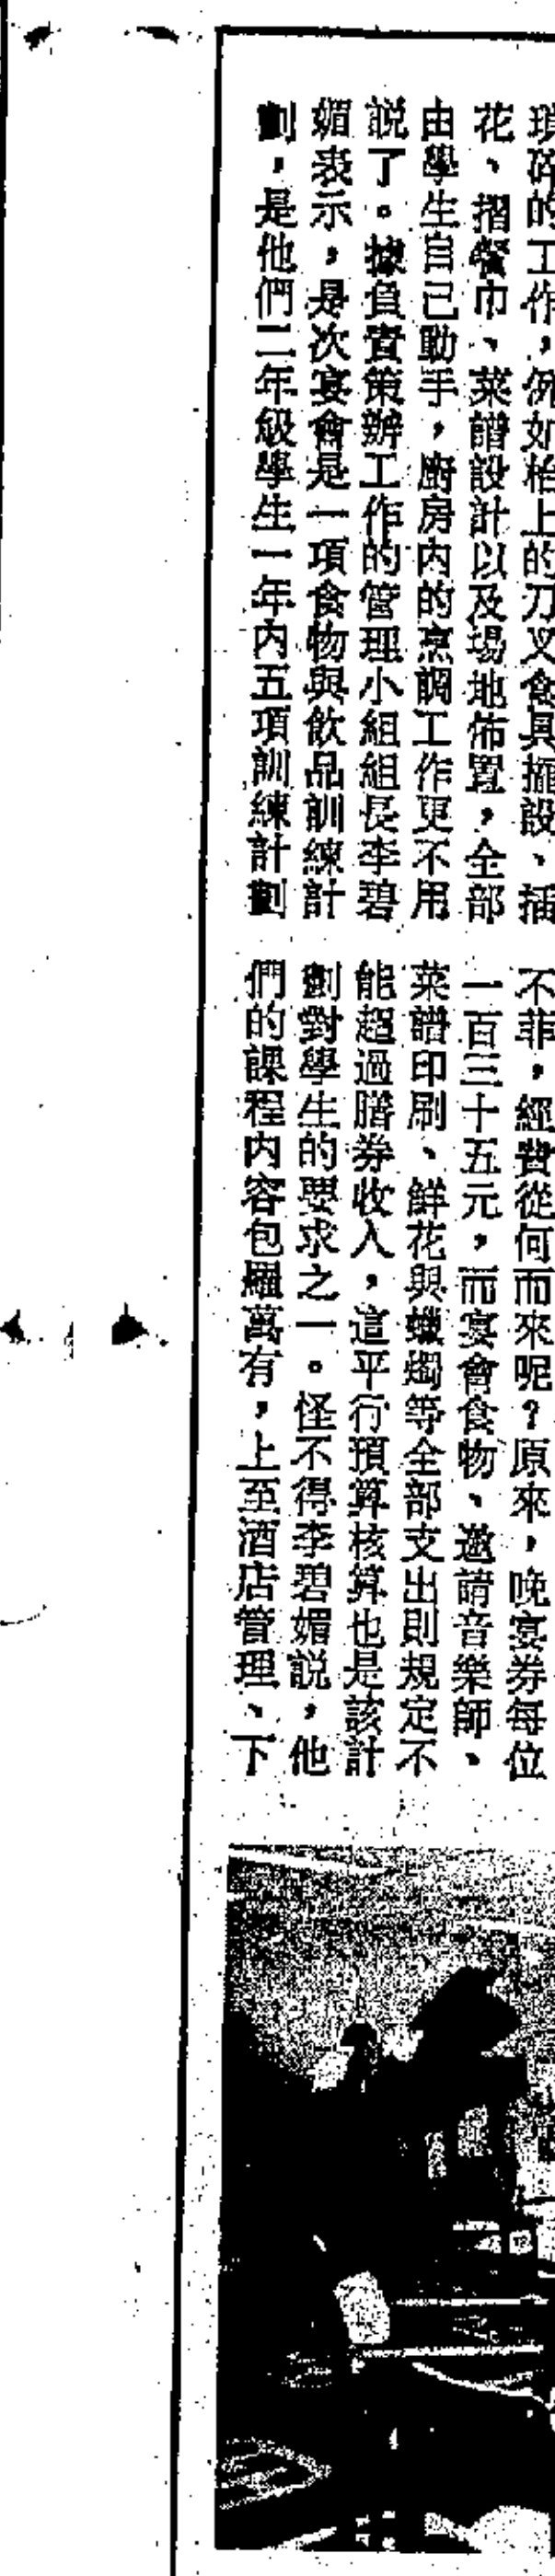 瑣碎的工作，例如枱上的刀叉食具擺設、插
花、摺餐巾、菜譜設計以及場地佈置，全部
由學生自己動手，廚房內的烹調工作更不用
說了。據負責策辦工作的管理小組組長李碧
媚表示，是次宴會是一項食物與飲品訓練計
劃，是他們二年級學生一年內五項訓練計劃
不菲，經費從何而來呢？原來，晚宴券每位
一百三十五元，而宴會食物、邀請音樂師、
菜譜印刷、鮮花與蠟燭等全部支出則規定不
能超過膳券收入，這平行預算核算也是該計
劃對學生的要求之一。怪不得李碧媚說，他
們的課程內容包羅萬有，上至酒店管理、下